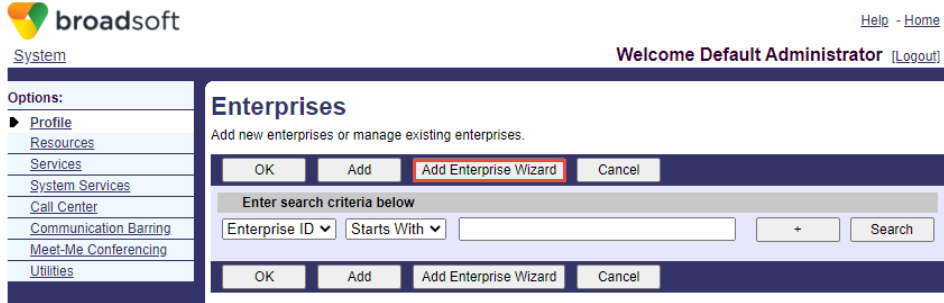 broadsoft
Help - Home
System
Welcome Default Administrator [Logout]
Options:
Profile
Resources
Services
System Services
Call Center
Communication Barring
Meet-Me Conferencing
Utilities
Enterprises
Add new enterprises or manage existing enterprises.
OK Add Add Enterprise Wizard Cancel
Enter search criteria below
Enterprise ID Starts With + Search
OK Add Add Enterprise Wizard Cancel